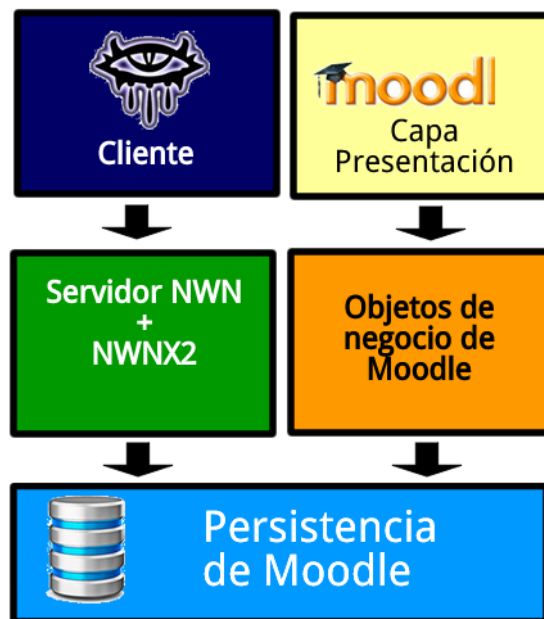 Cliente
moodl
Capa
Presentación
Servidor NWN
+
NWNX2
Objetos de
negocio de
Moodle
Persistencia
de Moodle